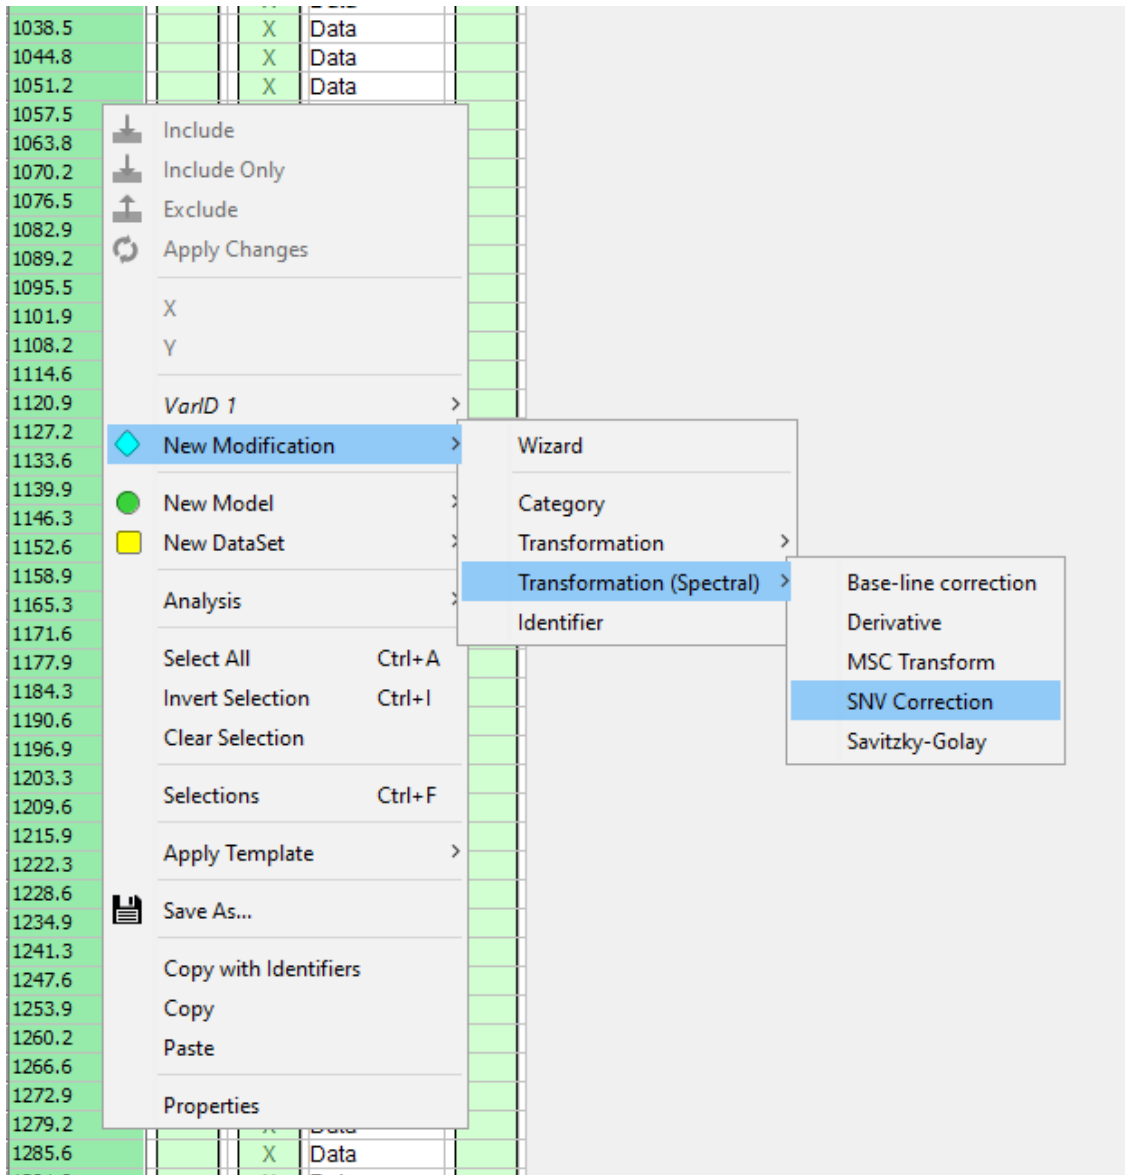 Data
1038.5 X Data
1044.8 X Data
1051.2 X Data
1057.5
1063.8
1070.2
1076.5
1082.9
1089.2
1095.5
1101.9
1108.2
1114.6
1120.9
1127.2
1133.6
1139.9
1146.3
1152.6
1158.9
1165.3
1171.6
1177.9
1184.3
1190.6
1196.9
1203.3
1209.6
1215.9
1222.3
1228.6
1234.9
1241.3
1247.6
1253.9
1260.2
1266.6
1272.9
1279.2 X Data
1285.6 X Data
Include
Include Only
Exclude
Apply Changes
X
Y
VarID 1 >
New Modification >
New Model >
New DataSet >
Analysis >
Select All Ctrl+A
Invert Selection Ctrl+I
Clear Selection
Selections Ctrl+F
Apply Template >
Save As...
Copy with Identifiers
Copy
Paste
Properties
Wizard
Category
Transformation >
Transformation (Spectral) >
Identifier
Base-line correction
Derivative
MSC Transform
SNV Correction
Savitzky-Golay